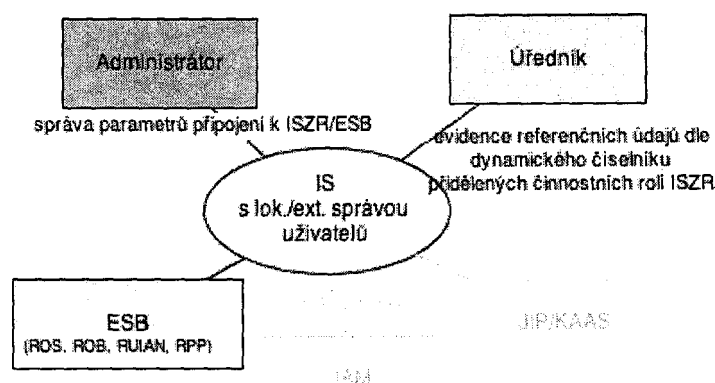 Administrátor
Úředník
správa parametrů připojení k ISZR/ESB
evidence referenčních údajů dle
dynamického číselníku
přidělených činnostních rolí ISZR
IS
s lok./ext. správou
uživatelů
ESB
(ROS, ROB, RUIAN, RPP)
JIP/KAAS